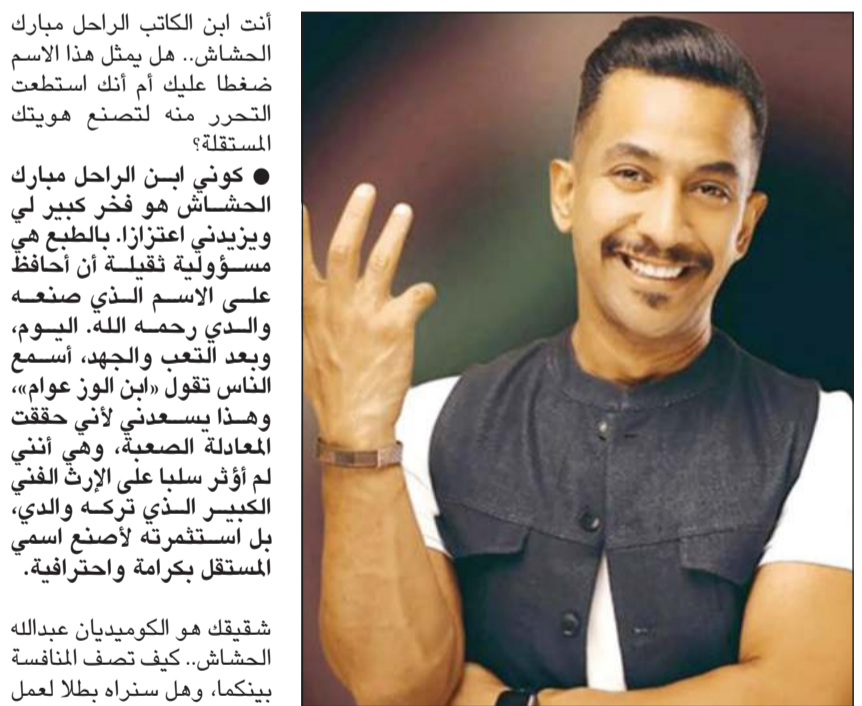 أنت ابن الكاتب الراحل مبارك
الحشاش.. هل يمثل هذا الاسم
ضغطا عليك أم أنك استطعت
التحرر منه لتصنع هويتك
المستقلة؟
● كوني ابن الراحل مبارك
الحشاش هو فخر كبير لي
ويزيدني اعتزازا. بالطبع هي
مسؤولية ثقيلة أن أحافظ
على الاسم الذي صنعه
والدي رحمه الله. اليوم،
وبعد التعب والجهد، أسمع
الناس تقول «ابن الوز عوام»،
وهذا يسعدني لأني حققت
المعادلة الصعبة، وهي أنني
لم أؤثر سلبا على الإرث الفني
الكبير الذي تركه والدي،
بل استثمرته لأصنع اسمي
المستقل بكرامة واحترافية.
شقيقك هو الكوميديان عبدالله
الحشاش.. كيف تصف المنافسة
بينكما، وهل سنراه بطلا لعمل